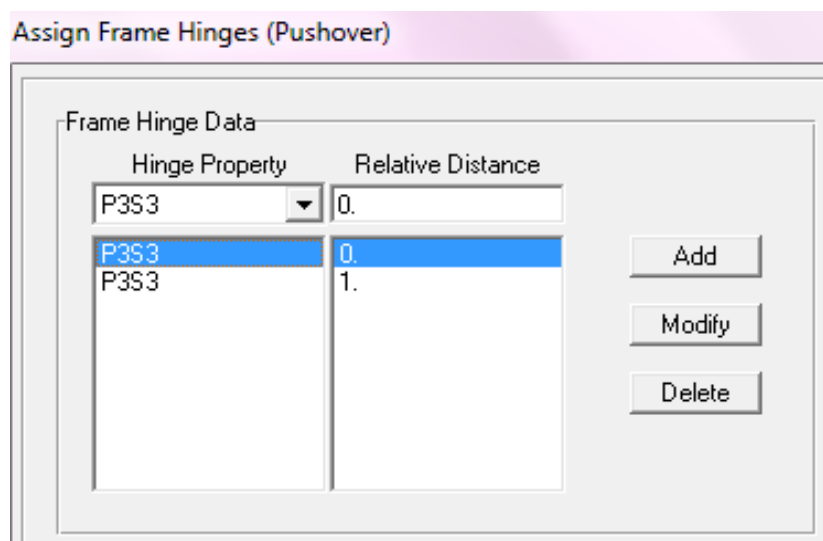 Assign Frame Hinges (Pushover)
Frame Hinge Data
Hinge Property Relative Distance
P3S3 0.
P3S3 0. Add
P3S3 1.
Modify
Delete